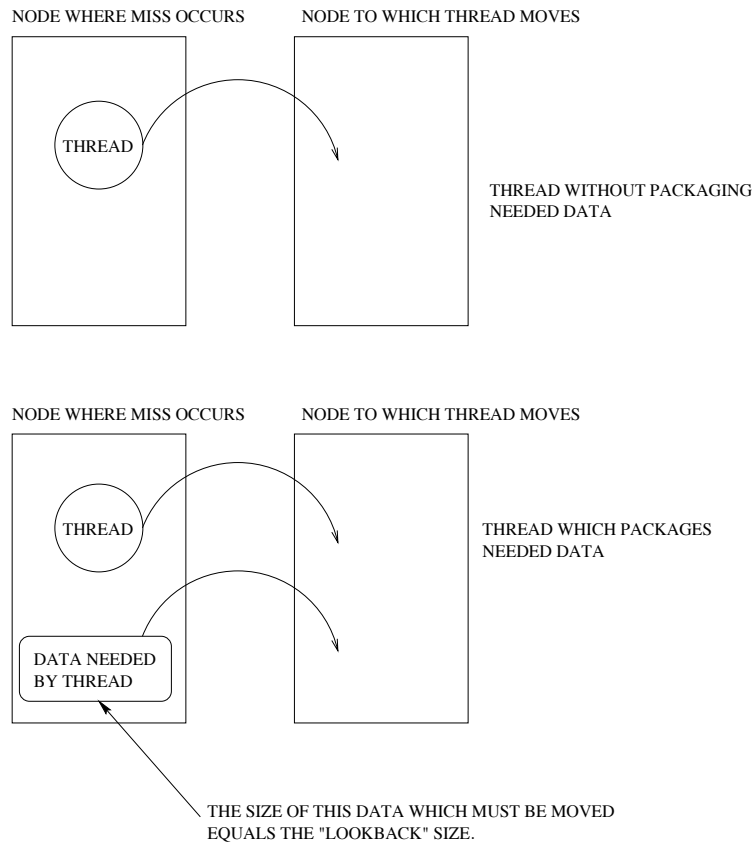 NODE WHERE MISS OCCURS
NODE TO WHICH THREAD MOVES
THREAD
THREAD WITHOUT PACKAGING
NEEDED DATA
NODE WHERE MISS OCCURS
NODE TO WHICH THREAD MOVES
THREAD
THREAD WHICH PACKAGES
NEEDED DATA
DATA NEEDED
BY THREAD
THE SIZE OF THIS DATA WHICH MUST BE MOVED
EQUALS THE "LOOKBACK" SIZE.